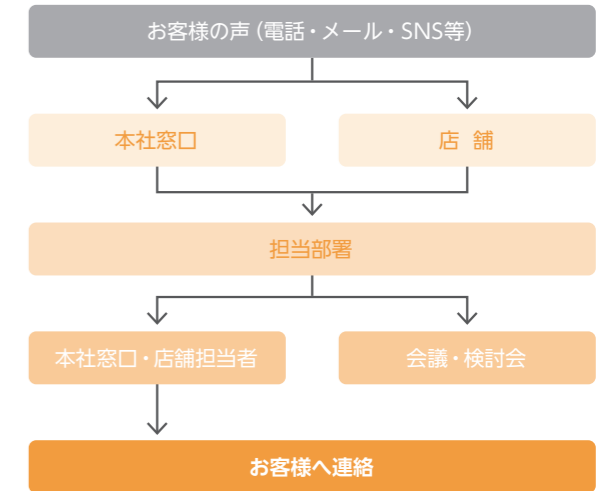 お客様の声（電話・メール・SNS等）
本社窓口
店 舗
担当部署
本社窓口・店舗担当者
会議・検討会
お客様へ連絡